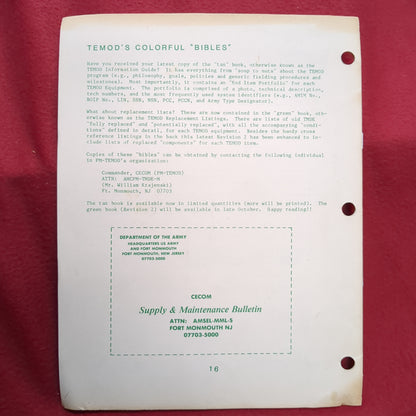 TEMOD'S COLORFUL "BIBLES"
Have you received your latest copy of the "tan" book, otherwise known as the
TEMOD Information Guide? It has everything from "soup to nuts" about the TEMOD
program (e.g., philosophy, goals, policies and generic fielding procedures and
milestones). Most importantly, it contains an "End Item Portfolio" for each
TEMOD Equipment. The portfolio is comprised of a photo, technical description,
tech numbers, and the most frequently used system identifiers (e.g., AMIM No.,
BOIP No., LIN, SSN, NSN, PCC, PCCN, and Army Type Designator).
What about replacement lists? These are now contained in the "green" book, oth-
erwise known as the TEMOD Replacement Listings. There are lists of old TMDE
"fully replaced" and "potentially replaced", with all the accompanying "condi-
tions" defined in detail, for each TEMOD equipment. Besides the handy cross
reference listings in the back this latest Revision 2 has been enhanced to in-
clude lists of replaced "components" for each TEMOD item.
Copies of these "bibles" can be obtained by contacting the following individual
in PM-TEMOD's organization:
Commander, CECOM (PM-TEMOD)
ATTN: AMCPM-TMDE-M
(Mr. William Krajenski)
Ft. Monmouth, NJ 07703
The tan book is available now in limited quantities (more will be printed). The
green book (Revision 2) will be available in late October. Happy reading!!
DEPARTMENT OF THE ARMY
HEADQUARTERS US ARMY
AND FORT MONMOUTH
FORT MONMOUTH, NEW JERSEY
07703-5000
CECOM
Supply & Maintenance Bulletin
ATTN: AMSEL-MML-S
FORT MONMOUTH NJ
07703-5000
16